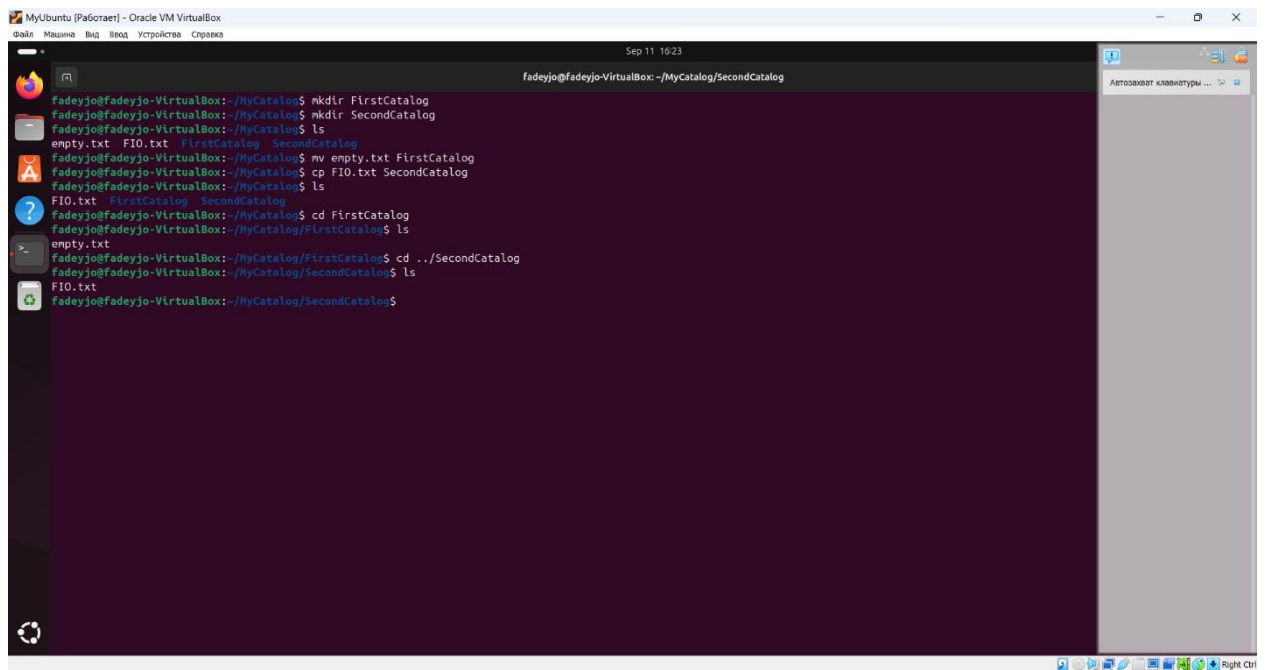 MyUbuntu [Работает] - Oracle VM VirtualBox
Файл Машина Вид Ввод Устройства Справка
Sep 11 16:23
fadeyjo@fadeyjo-VirtualBox: ~/MyCatalog/SecondCatalog
Автозахват клавиатуры ...
fadeyjo@fadeyjo-VirtualBox:~/MyCatalog$ mkdir FirstCatalog
fadeyjo@fadeyjo-VirtualBox:~/MyCatalog$ mkdir SecondCatalog
fadeyjo@fadeyjo-VirtualBox:~/MyCatalog$ ls
empty.txt FIO.txt FirstCatalog SecondCatalog
fadeyjo@fadeyjo-VirtualBox:~/MyCatalog$ mv empty.txt FirstCatalog
fadeyjo@fadeyjo-VirtualBox:~/MyCatalog$ cp FIO.txt SecondCatalog
fadeyjo@fadeyjo-VirtualBox:~/MyCatalog$ ls
FIO.txt FirstCatalog SecondCatalog
fadeyjo@fadeyjo-VirtualBox:~/MyCatalog$ cd FirstCatalog
fadeyjo@fadeyjo-VirtualBox:~/MyCatalog/FirstCatalog$ ls
empty.txt
fadeyjo@fadeyjo-VirtualBox:~/MyCatalog/FirstCatalog$ cd ../SecondCatalog
fadeyjo@fadeyjo-VirtualBox:~/MyCatalog/SecondCatalog$ ls
FIO.txt
fadeyjo@fadeyjo-VirtualBox:~/MyCatalog/SecondCatalog$
Right Ctrl